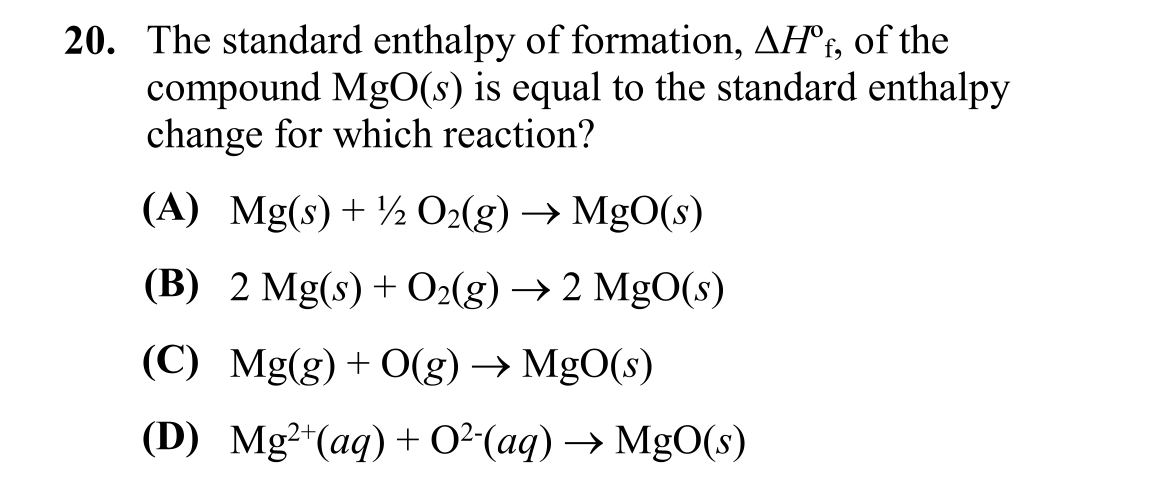 20. The standard enthalpy of formation, ΔHº f, of the
compound MgO(s) is equal to the standard enthalpy
change for which reaction?
(A) Mg(s) + ½ O₂(g) → MgO(s)
(B) 2 Mg(s) + O₂(g) → 2 MgO(s)
(C) Mg(g) + O(g) → MgO(s)
(D) Mg²⁺(aq) + O²⁻(aq) → MgO(s)